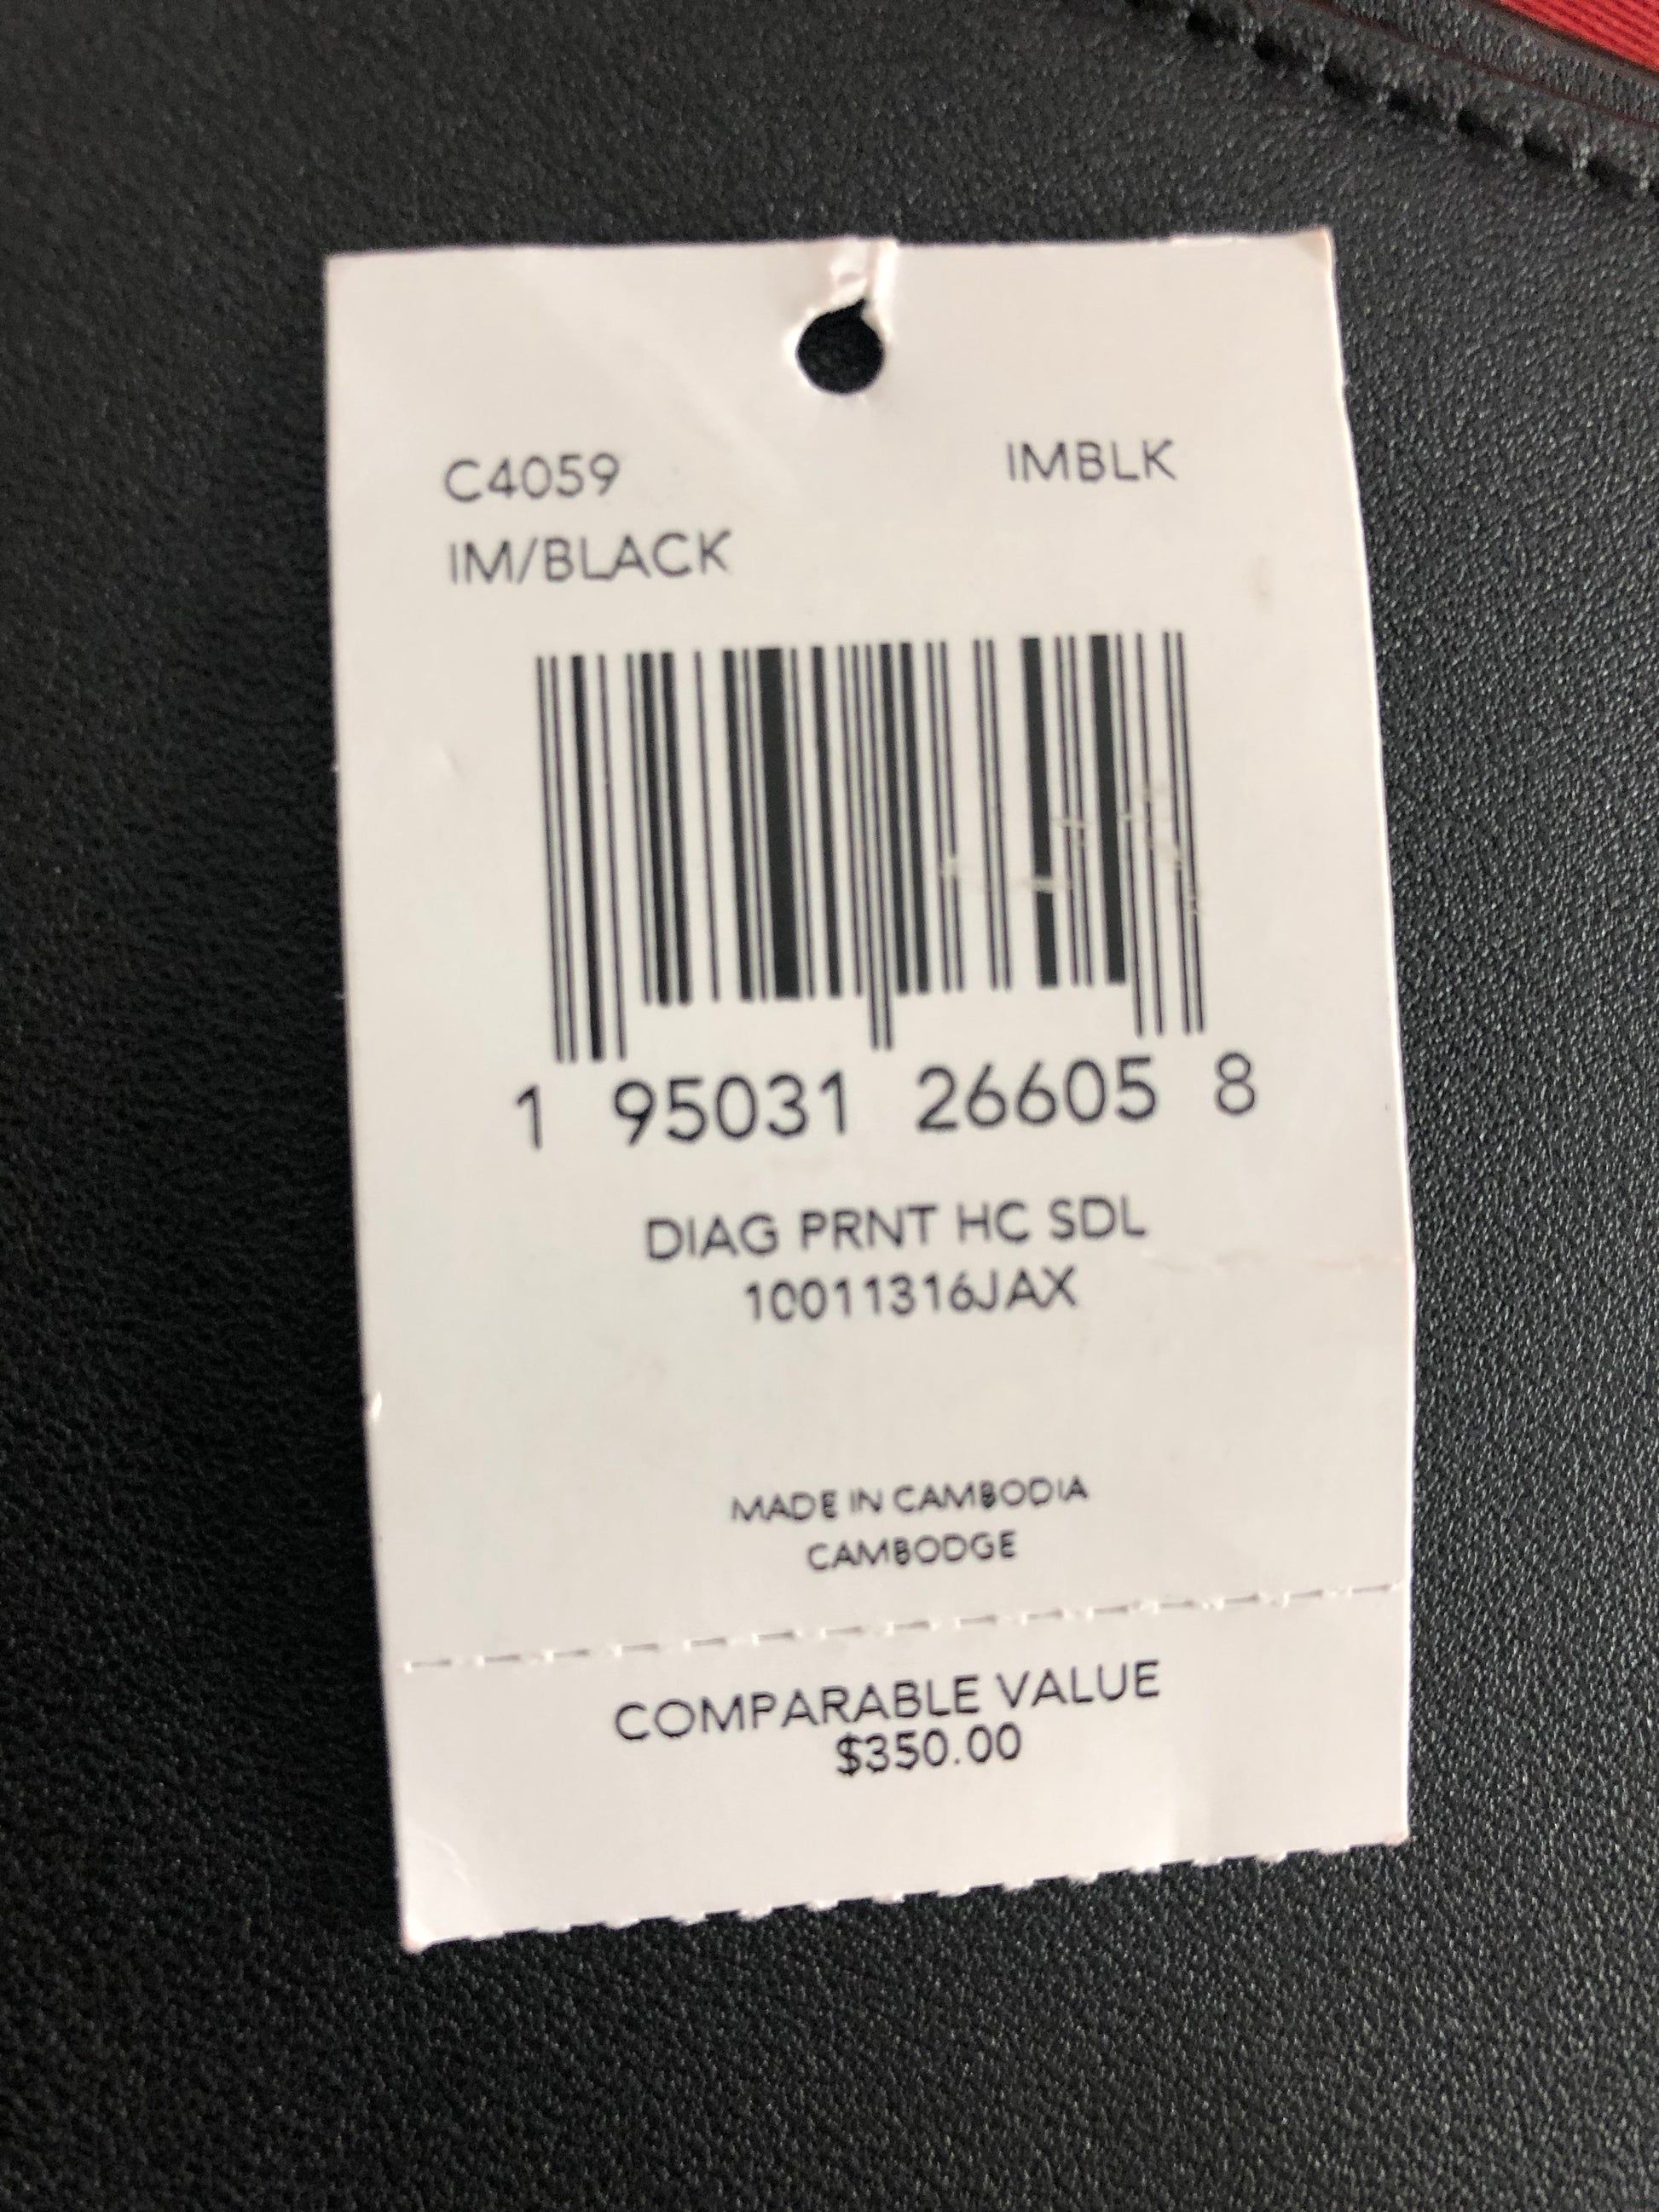 C4059 IMBLK
IM/BLACK
1 95031 26605 8
DIAG PRNT HC SDL
10011316JAX
MADE IN CAMBODIA
CAMBODGE
COMPARABLE VALUE
$350.00